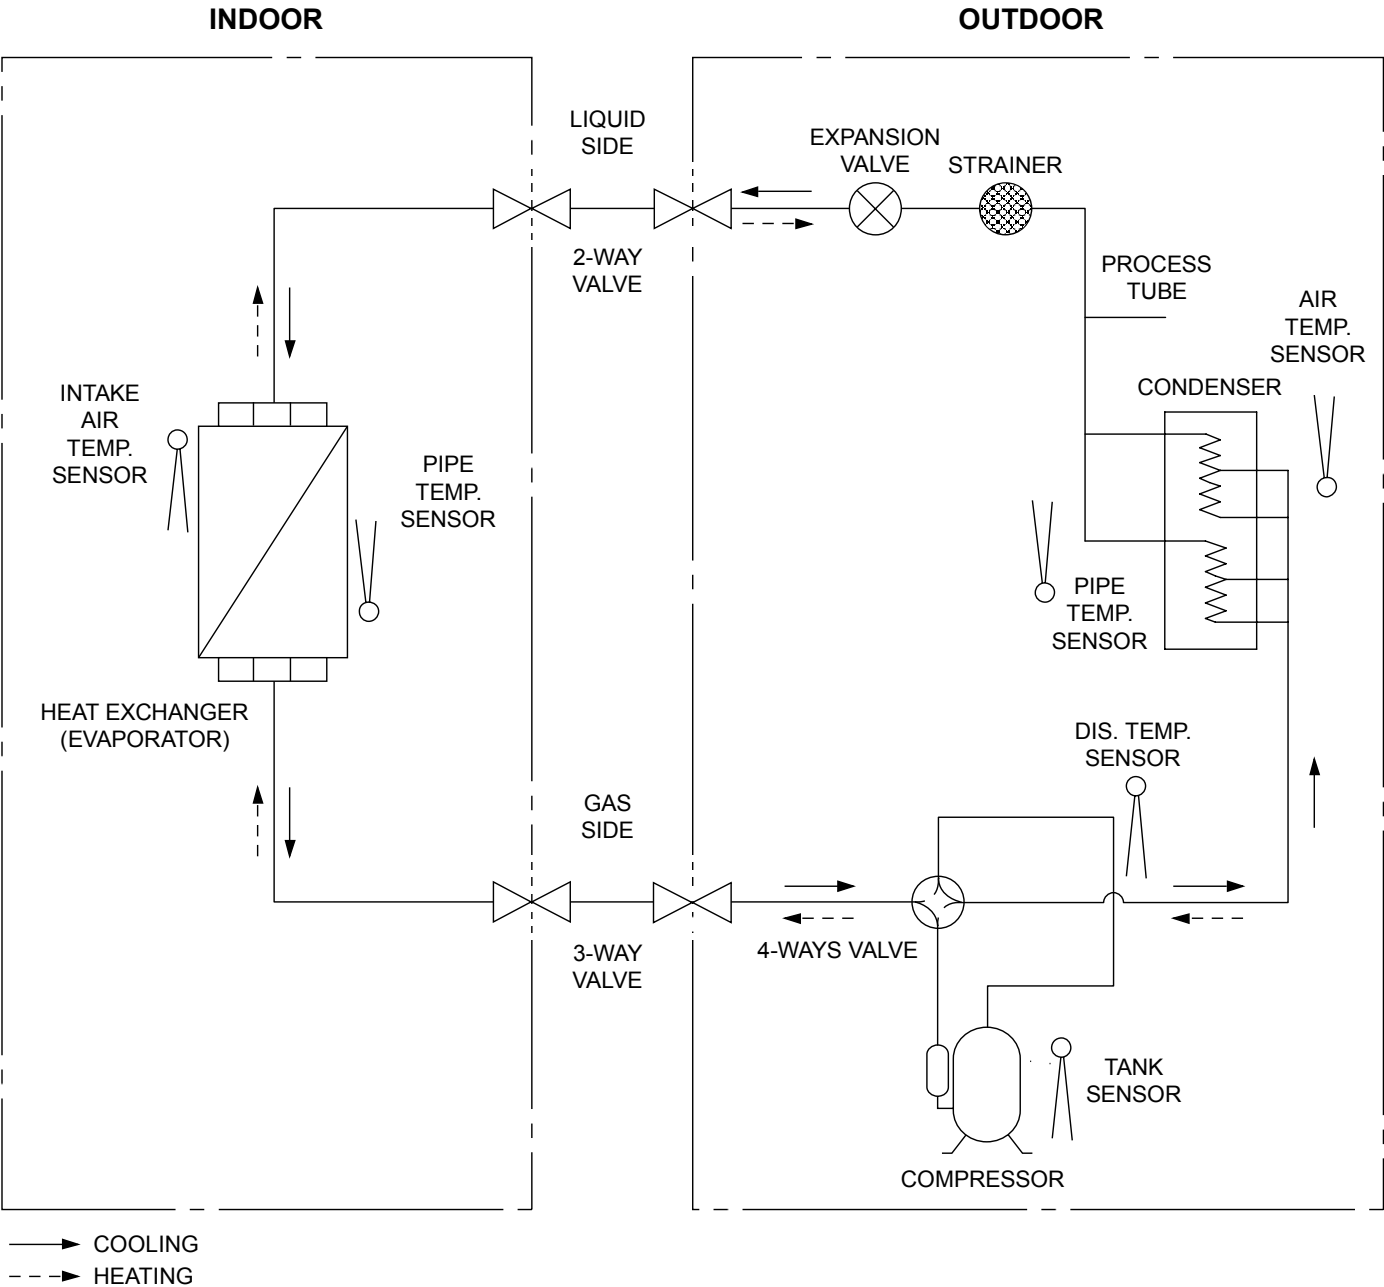 INDOOR
OUTDOOR
LIQUID
SIDE
EXPANSION
VALVE
STRAINER
2-WAY
VALVE
PROCESS
TUBE
AIR
TEMP.
SENSOR
CONDENSER
INTAKE
AIR
TEMP.
SENSOR
PIPE
TEMP.
SENSOR
PIPE
TEMP.
SENSOR
HEAT EXCHANGER
(EVAPORATOR)
DIS. TEMP.
SENSOR
GAS
SIDE
3-WAY
VALVE
4-WAYS VALVE
TANK
SENSOR
COMPRESSOR
COOLING
HEATING